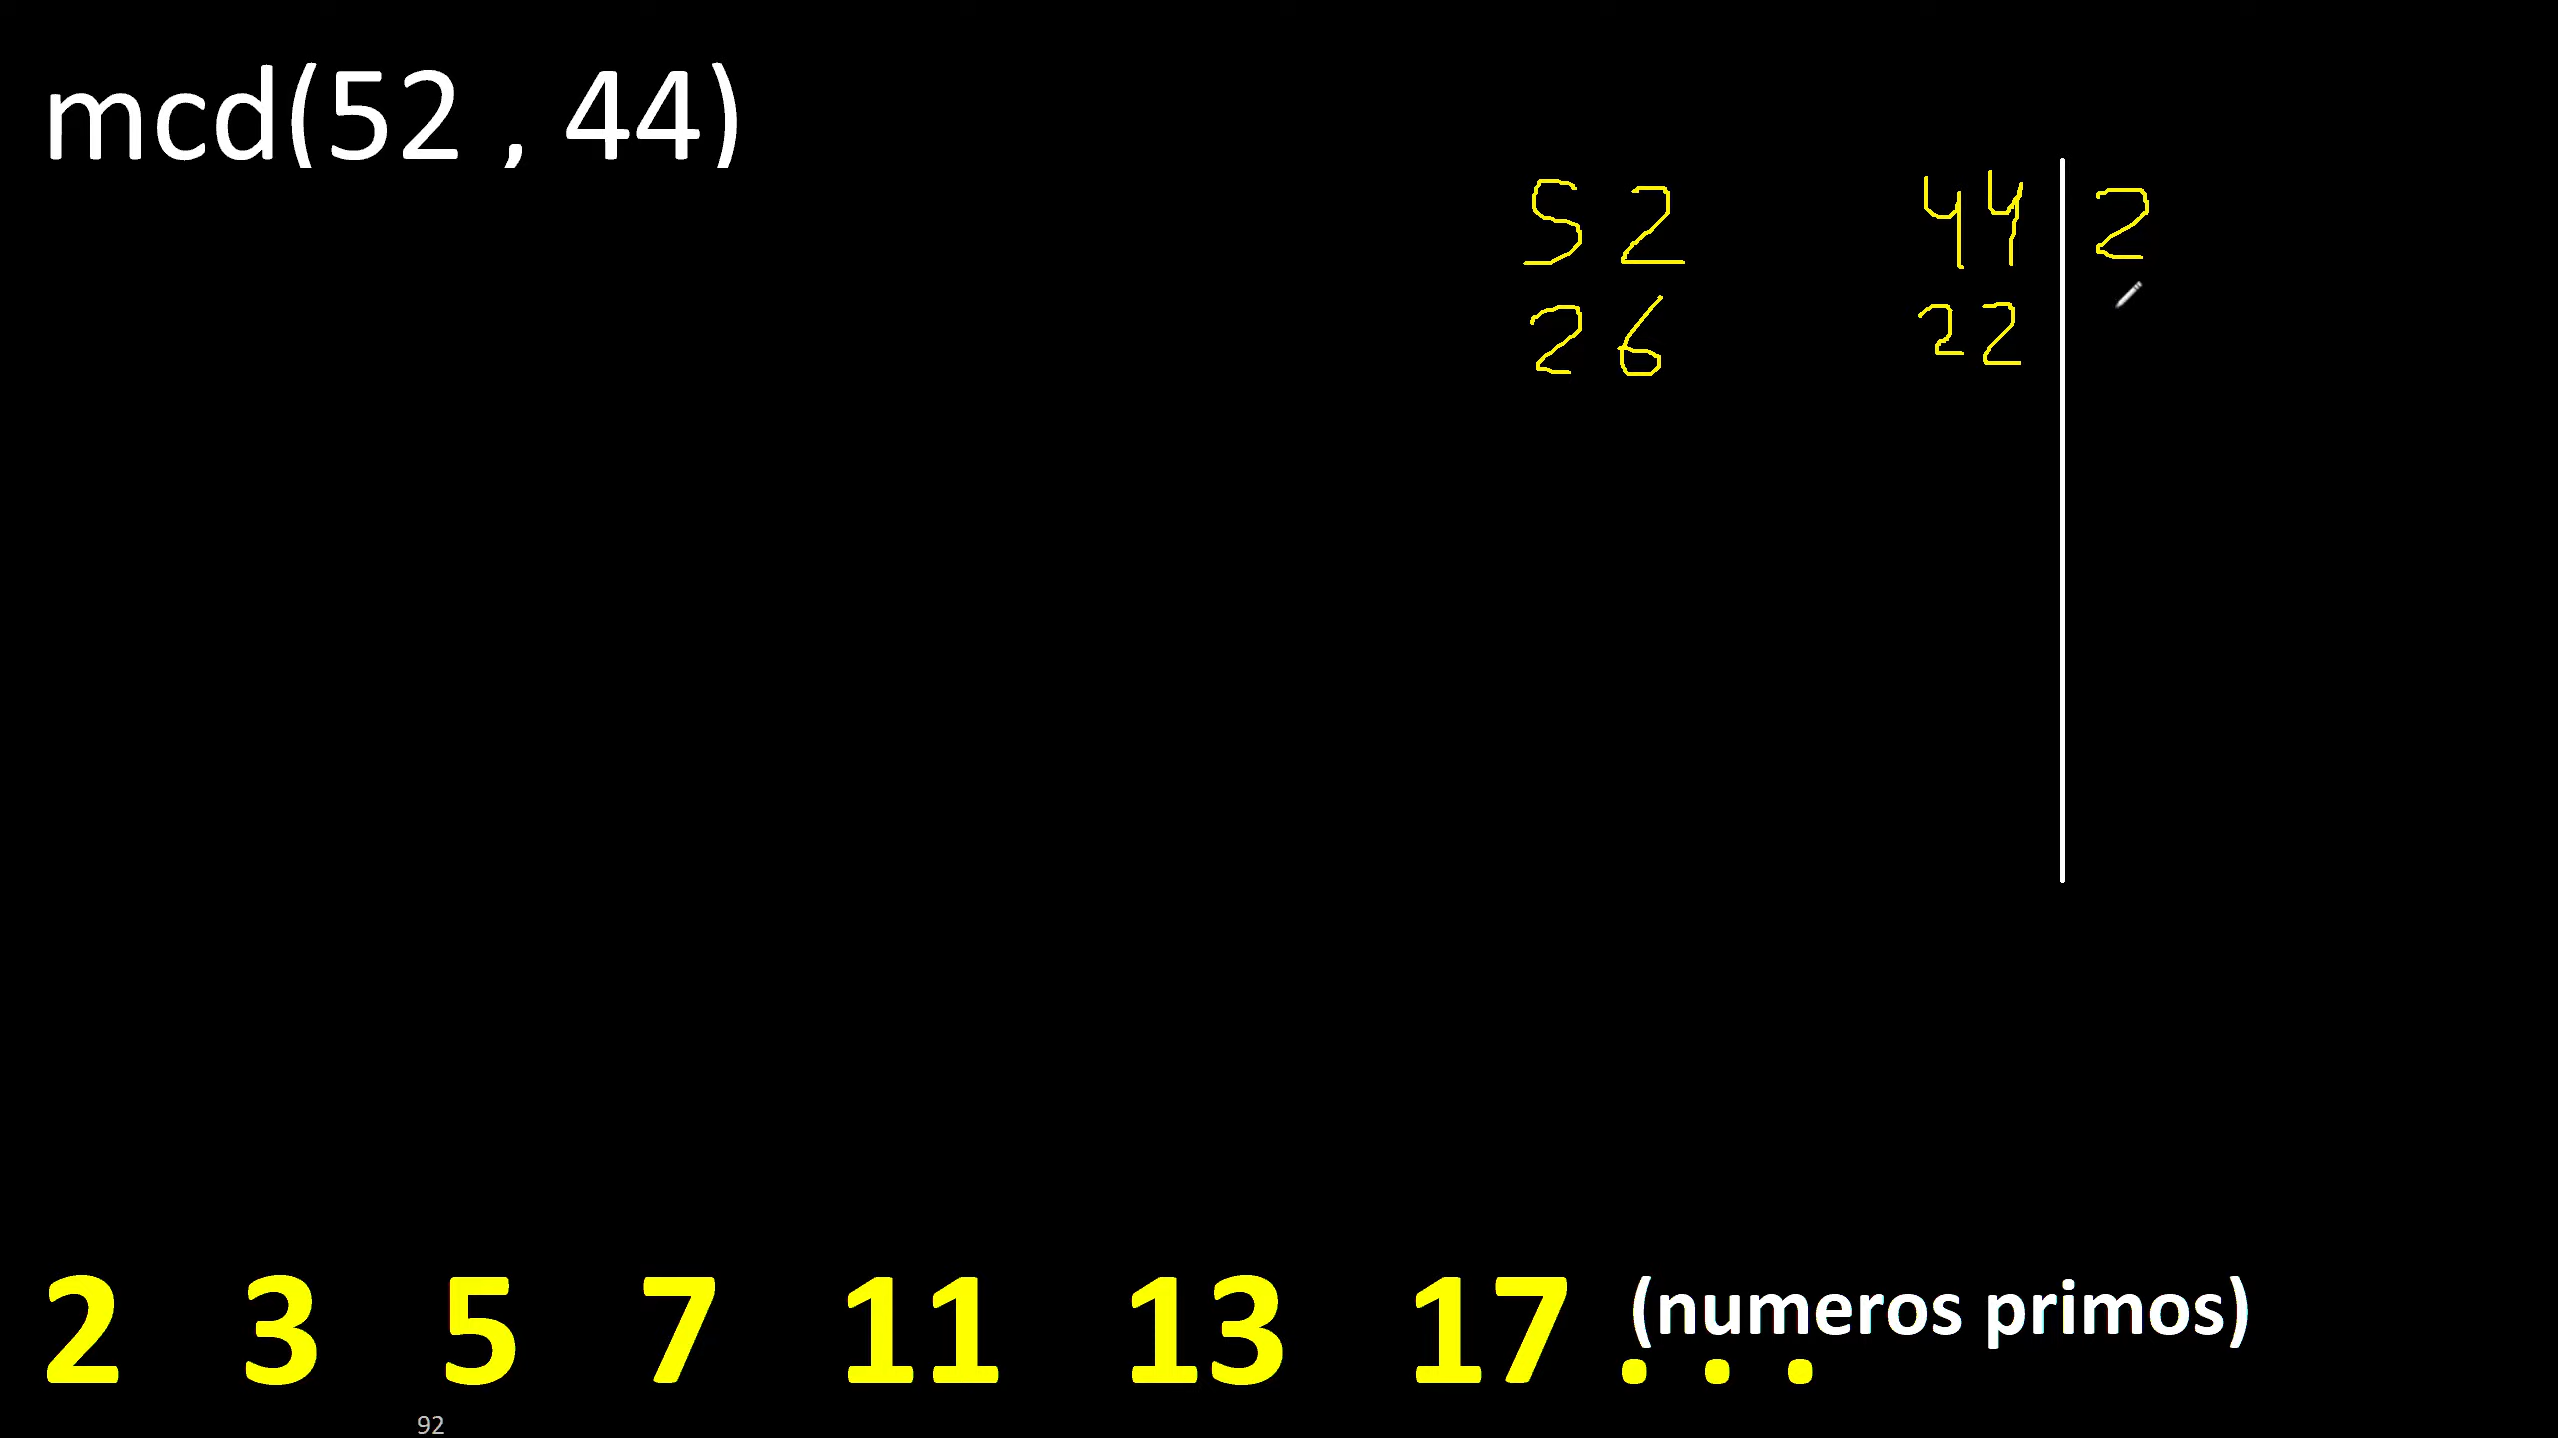 mcd(52 , 44)
52 44 2
26 22
2 3 5 7 11 13 17 . . . (numeros primos)
92